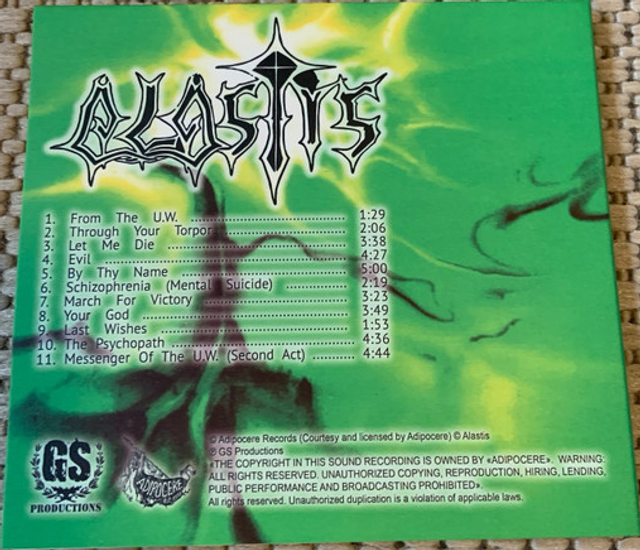 Alastis
1. From The U.W. ........................................ 1:29
2. Through Your Torpor ................................ 2:06
3. Let Me Die ............................................. 3:38
4. Evil ......................................................... 4:27
5. By Thy Name .......................................... 5:00
6. Schizophrenia (Mental Suicide) .................. 2:19
7. March For Victory .................................... 3:23
8. Your God ................................................ 3:49
9. Last Wishes ............................................ 1:53
10. The Psychopath ...................................... 4:36
11. Messenger Of The U.W. (Second Act) ........... 4:44
GS
PRODUCTIONS
ADIPOCERE
© Adipocere Records (Courtesy and licensed by Adipocere) © Alastis
℗ GS Productions
«THE COPYRIGHT IN THIS SOUND RECORDING IS OWNED BY «ADIPOCERE». WARNING:
ALL RIGHTS RESERVED. UNAUTHORIZED COPYING, REPRODUCTION, HIRING, LENDING,
PUBLIC PERFORMANCE AND BROADCASTING PROHIBITED».
All rights reserved. Unauthorized duplication is a violation of applicable laws.